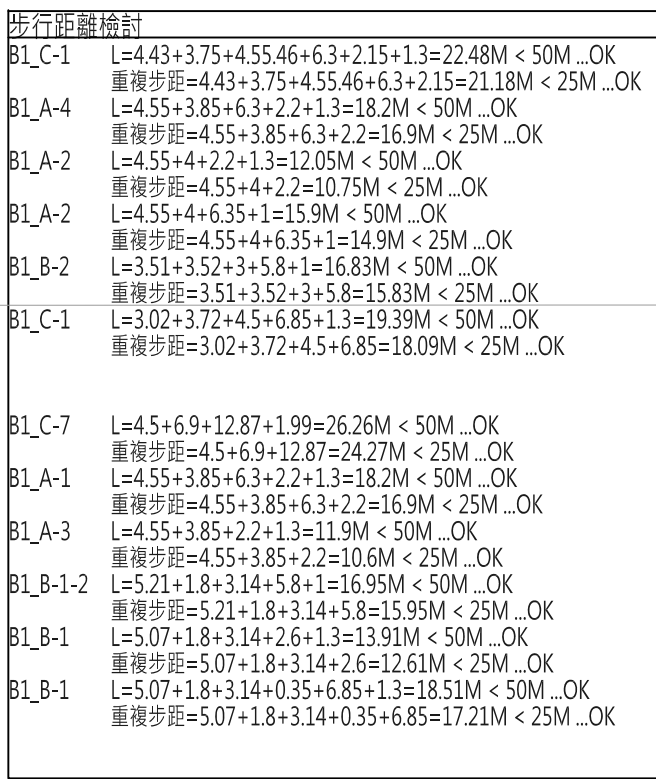 步行距離檢討
B1_C-1 L=4.43+3.75+4.55.46+6.3+2.15+1.3=22.48M < 50M ...OK
重複步距=4.43+3.75+4.55.46+6.3+2.15=21.18M < 25M ...OK
B1_A-4 L=4.55+3.85+6.3+2.2+1.3=18.2M < 50M ...OK
重複步距=4.55+3.85+6.3+2.2=16.9M < 25M ...OK
B1_A-2 L=4.55+4+2.2+1.3=12.05M < 50M ...OK
重複步距=4.55+4+2.2=10.75M < 25M ...OK
B1_A-2 L=4.55+4+6.35+1=15.9M < 50M ...OK
重複步距=4.55+4+6.35+1=14.9M < 25M ...OK
B1_B-2 L=3.51+3.52+3+5.8+1=16.83M < 50M ...OK
重複步距=3.51+3.52+3+5.8=15.83M < 25M ...OK
B1_C-1 L=3.02+3.72+4.5+6.85+1.3=19.39M < 50M ...OK
重複步距=3.02+3.72+4.5+6.85=18.09M < 25M ...OK
B1_C-7 L=4.5+6.9+12.87+1.99=26.26M < 50M ...OK
重複步距=4.5+6.9+12.87=24.27M < 25M ...OK
B1_A-1 L=4.55+3.85+6.3+2.2+1.3=18.2M < 50M ...OK
重複步距=4.55+3.85+6.3+2.2=16.9M < 25M ...OK
B1_A-3 L=4.55+3.85+2.2+1.3=11.9M < 50M ...OK
重複步距=4.55+3.85+2.2=10.6M < 25M ...OK
B1_B-1-2 L=5.21+1.8+3.14+5.8+1=16.95M < 50M ...OK
重複步距=5.21+1.8+3.14+5.8=15.95M < 25M ...OK
B1_B-1 L=5.07+1.8+3.14+2.6+1.3=13.91M < 50M ...OK
重複步距=5.07+1.8+3.14+2.6=12.61M < 25M ...OK
B1_B-1 L=5.07+1.8+3.14+0.35+6.85+1.3=18.51M < 50M ...OK
重複步距=5.07+1.8+3.14+0.35+6.85=17.21M < 25M ...OK